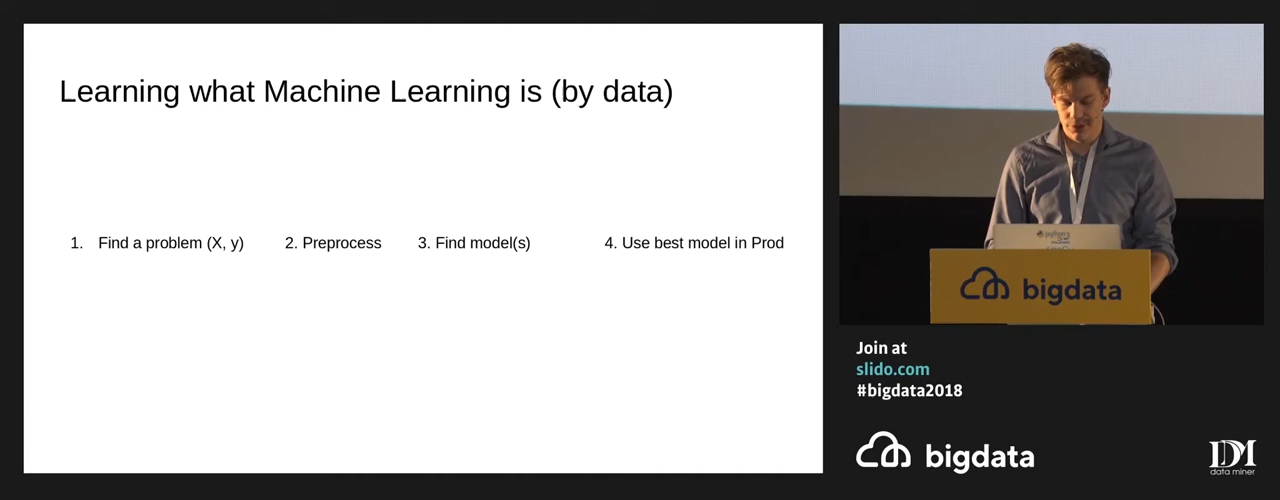 Learning what Machine Learning is (by data)
1. Find a problem (X, y) 2. Preprocess 3. Find model(s) 4. Use best model in Prod
bigdata
Join at
slido.com
#bigdata2018
bigdata
DM
data miner